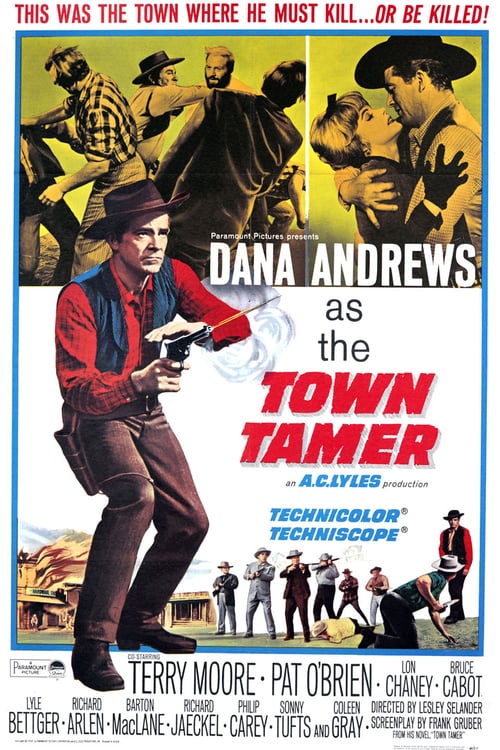 THIS WAS THE TOWN WHERE HE MUST KILL...OR BE KILLED!
Paramount Pictures presents
DANA ANDREWS
as
the
TOWN
TAMER
an A.C.LYLES production
TECHNICOLOR®
TECHNISCOPE®
A PARAMOUNT PICTURE
CO-STARRING
TERRY MOORE · PAT O'BRIEN · LON CHANEY · BRUCE CABOT
LYLE BETTGER · RICHARD ARLEN · BARTON MacLANE · RICHARD JAECKEL · PHILIP CAREY · SONNY TUFTS AND COLEEN GRAY
DIRECTED BY LESLEY SELANDER
SCREENPLAY BY FRANK GRUBER
FROM HIS NOVEL "TOWN TAMER"